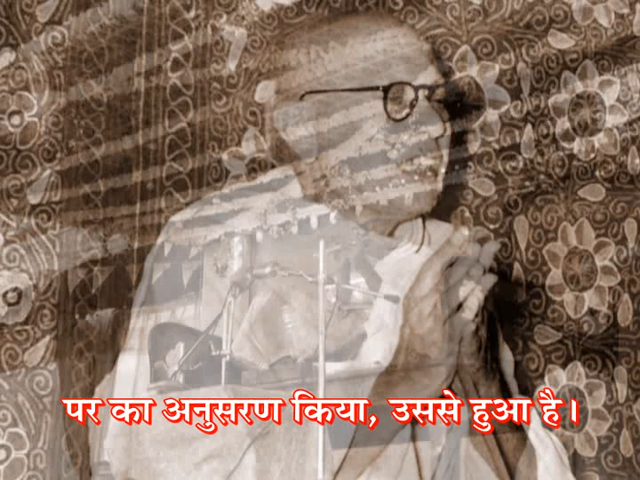 पर का अनुसरण किया, उससे हुआ है।